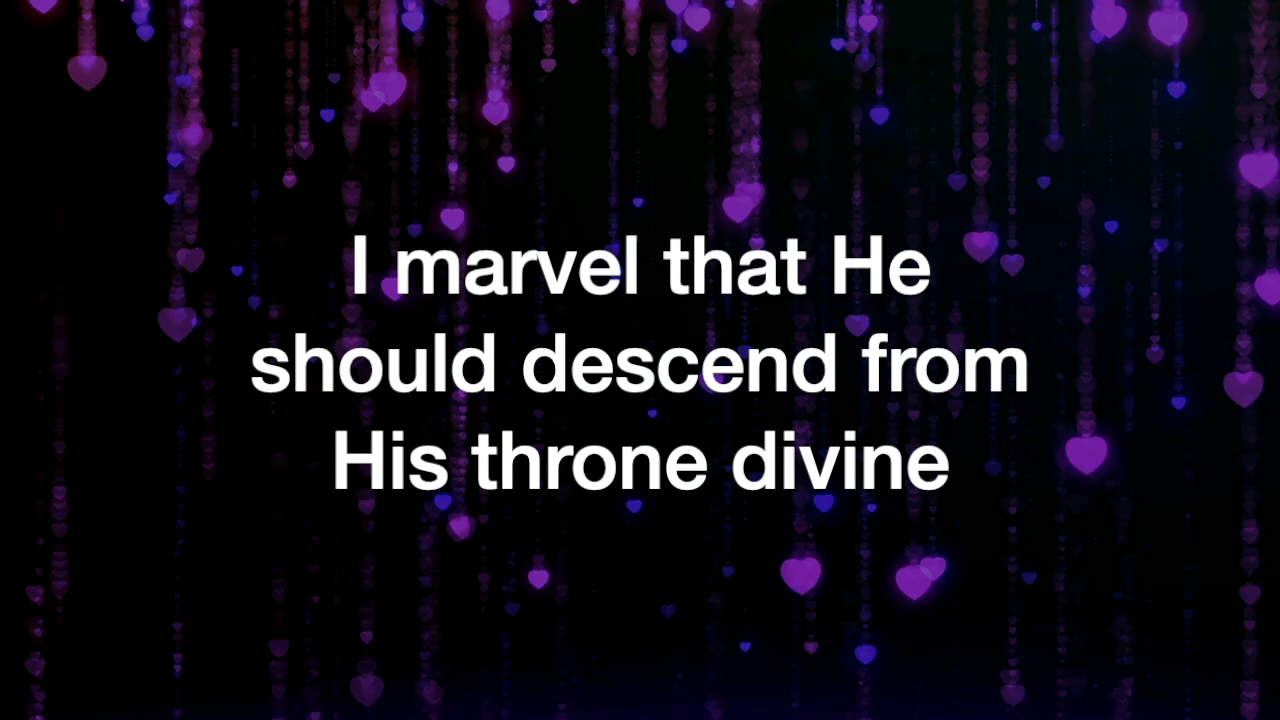 I marvel that He
should descend from
His throne divine